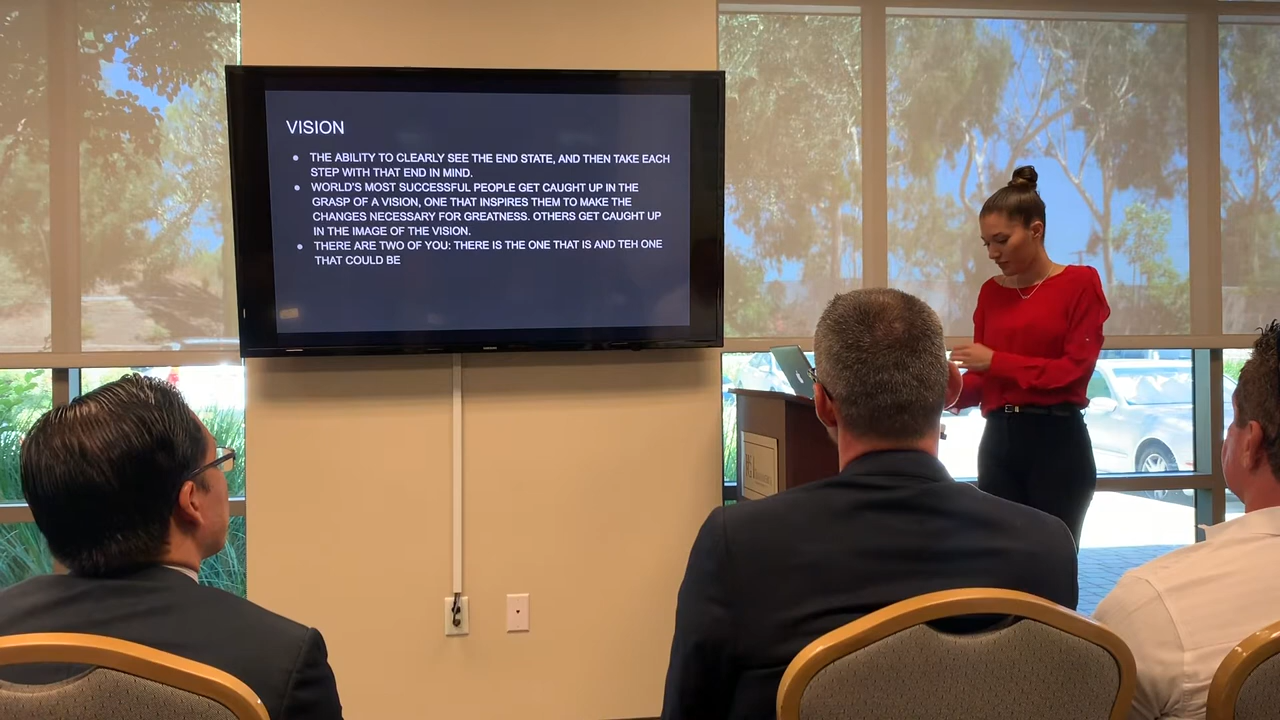 VISION
● THE ABILITY TO CLEARLY SEE THE END STATE, AND THEN TAKE EACH
STEP WITH THAT END IN MIND.
● WORLD'S MOST SUCCESSFUL PEOPLE GET CAUGHT UP IN THE
GRASP OF A VISION, ONE THAT INSPIRES THEM TO MAKE THE
CHANGES NECESSARY FOR GREATNESS. OTHERS GET CAUGHT UP
IN THE IMAGE OF THE VISION.
● THERE ARE TWO OF YOU: THERE IS THE ONE THAT IS AND TEH ONE
THAT COULD BE